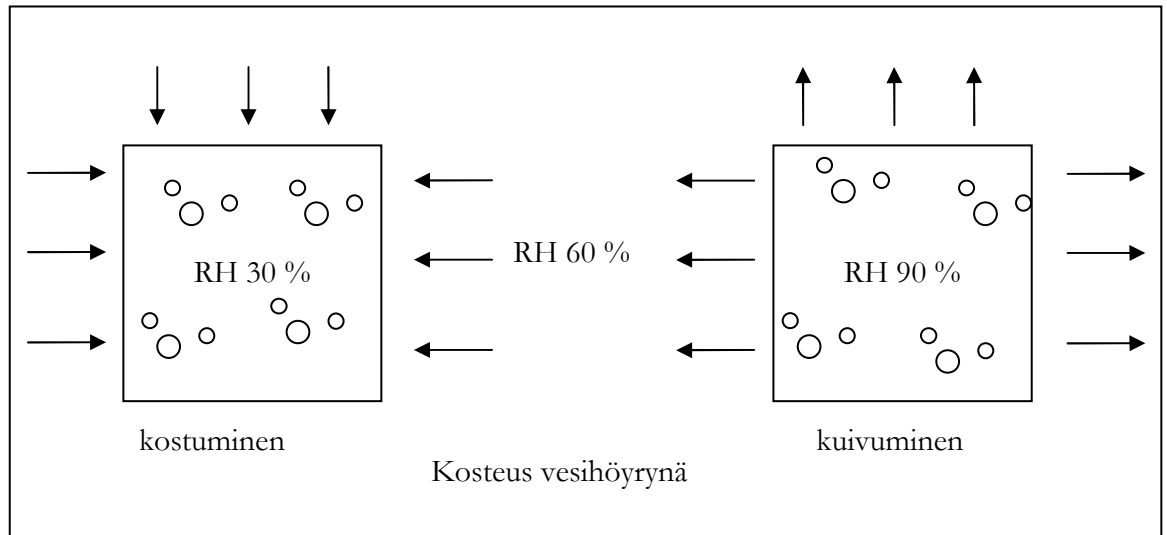 RH 60 %
RH 30 %
RH 90 %
kostuminen
kuivuminen
Kosteus vesihöyrynä